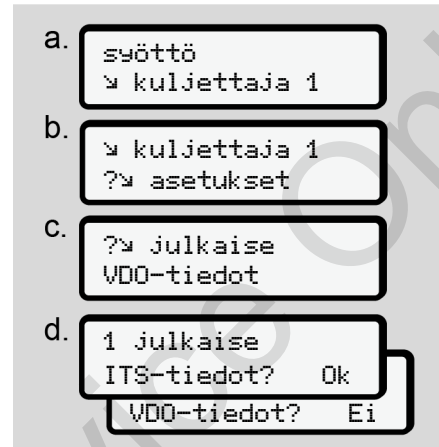 a.
syöttö
⇘ kuljettaja 1
b.
⇘ kuljettaja 1
?⇘ asetukset
c.
?⇘ julkaise
VDO-tiedot
d.
1 julkaise
ITS-tiedot? Ok
VDO-tiedot? Ei